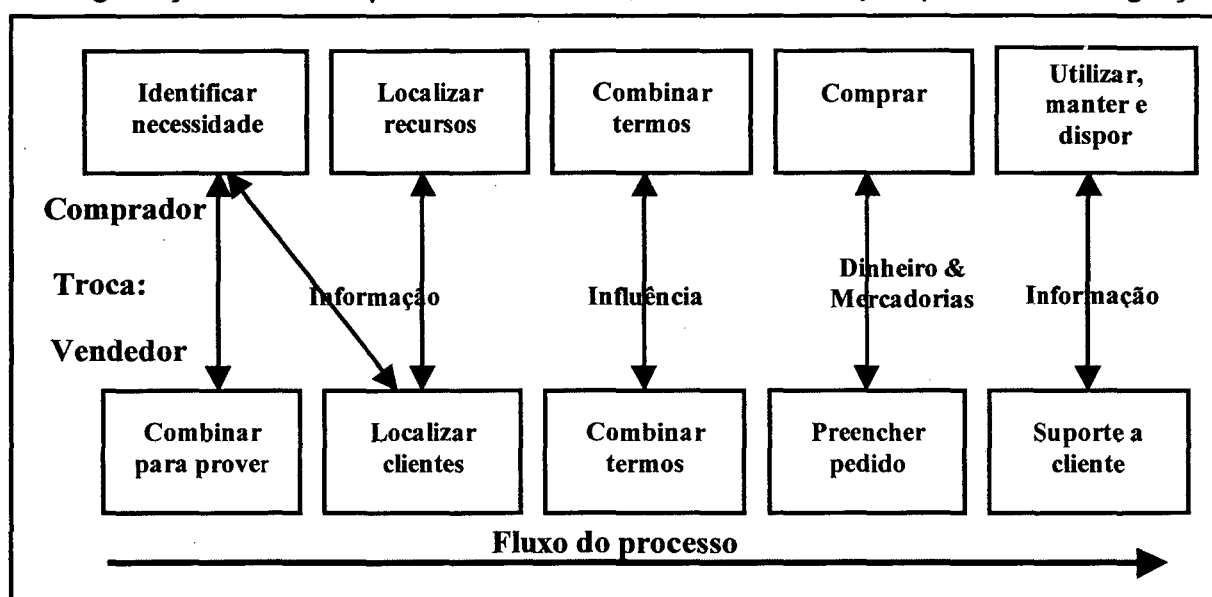 Identificar
necessidade
Localizar
recursos
Combinar
termos
Comprar
Utilizar,
manter e
dispor
Comprador
Troca:
Informação
Influência
Dinheiro &
Mercadorias
Informação
Vendedor
Combinar
para prover
Localizar
clientes
Combinar
termos
Preencher
pedido
Suporte a
cliente
Fluxo do processo